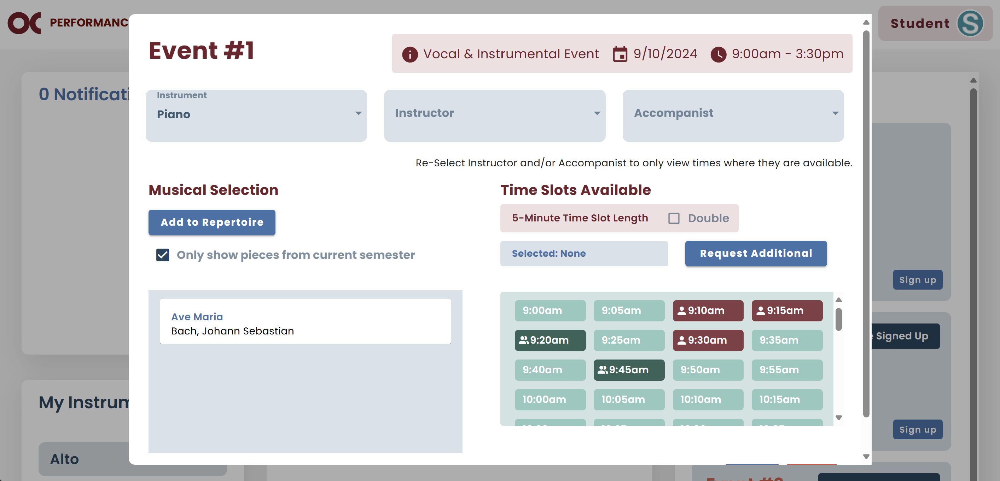 OC PERFORMANC
Student S
Event #1
Vocal & Instrumental Event 9/10/2024 9:00am - 3:30pm
0 Notificati
Instrument
Piano
Instructor
Accompanist
Re-Select Instructor and/or Accompanist to only view times where they are available.
Musical Selection
Time Slots Available
Add to Repertoire
5-Minute Time Slot Length Double
Only show pieces from current semester
Selected: None
Request Additional
Sign up
Ave Maria
Bach, Johann Sebastian
9:00am 9:05am 9:10am 9:15am
9:20am 9:25am 9:30am 9:35am
9:40am 9:45am 9:50am 9:55am
10:00am 10:05am 10:10am 10:15am
Signed Up
Sign up
My Instrum
Alto